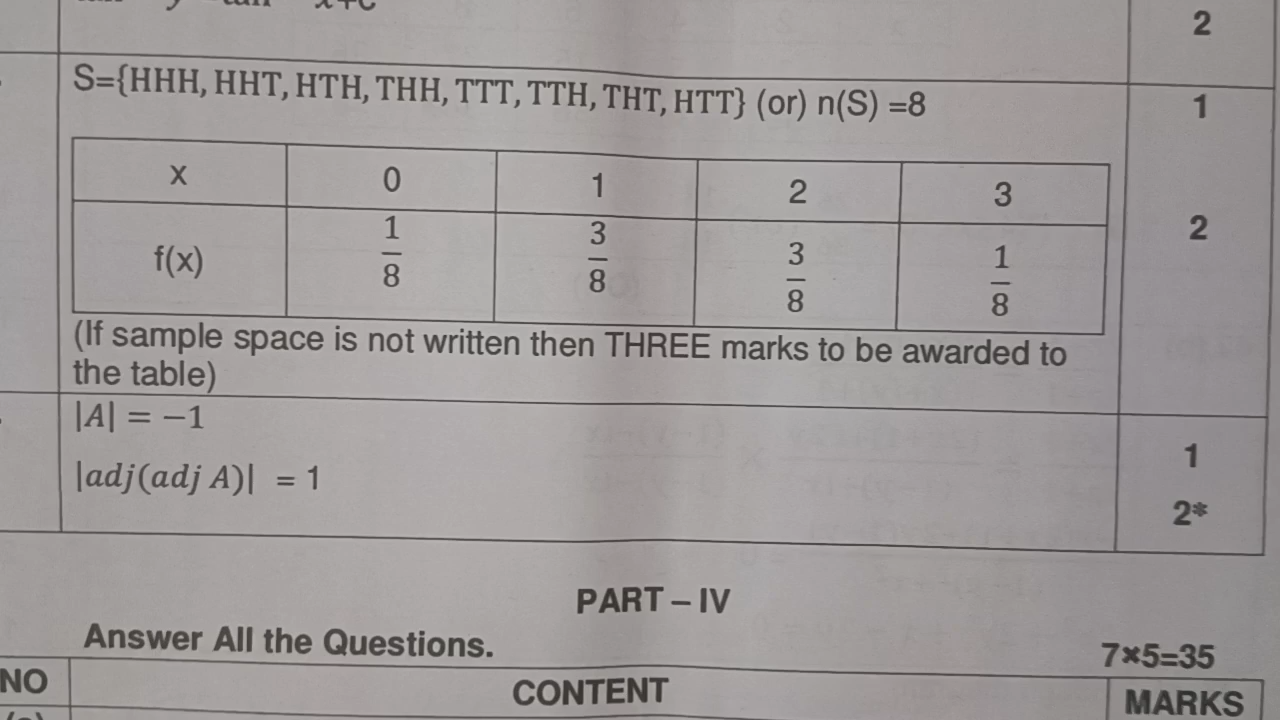 2
S={HHH, HHT, HTH, THH, TTT, TTH, THT, HTT} (or) n(S) =8 1
x 0 1 2 3
f(x) 1/8 3/8 3/8 1/8 2
(If sample space is not written then THREE marks to be awarded to
the table)
|A| = −1 1
|adj(adj A)| = 1 2*
PART – IV
Answer All the Questions. 7×5=35
NO CONTENT MARKS